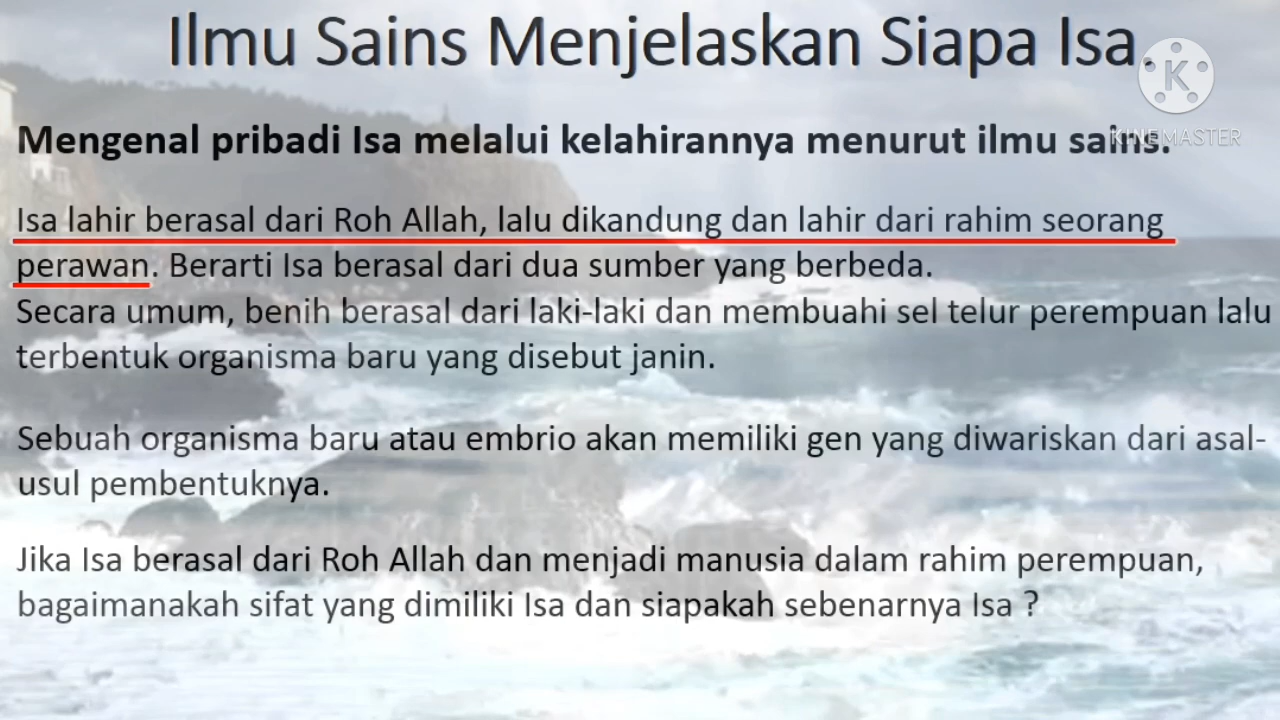 Ilmu Sains Menjelaskan Siapa Isa.
K
KINEMASTER
Mengenal pribadi Isa melalui kelahirannya menurut ilmu sains.
Isa lahir berasal dari Roh Allah, lalu dikandung dan lahir dari rahim seorang
perawan. Berarti Isa berasal dari dua sumber yang berbeda.
Secara umum, benih berasal dari laki-laki dan membuahi sel telur perempuan lalu
terbentuk organisma baru yang disebut janin.
Sebuah organisma baru atau embrio akan memiliki gen yang diwariskan dari asal-
usul pembentuknya.
Jika Isa berasal dari Roh Allah dan menjadi manusia dalam rahim perempuan,
bagaimanakah sifat yang dimiliki Isa dan siapakah sebenarnya Isa ?